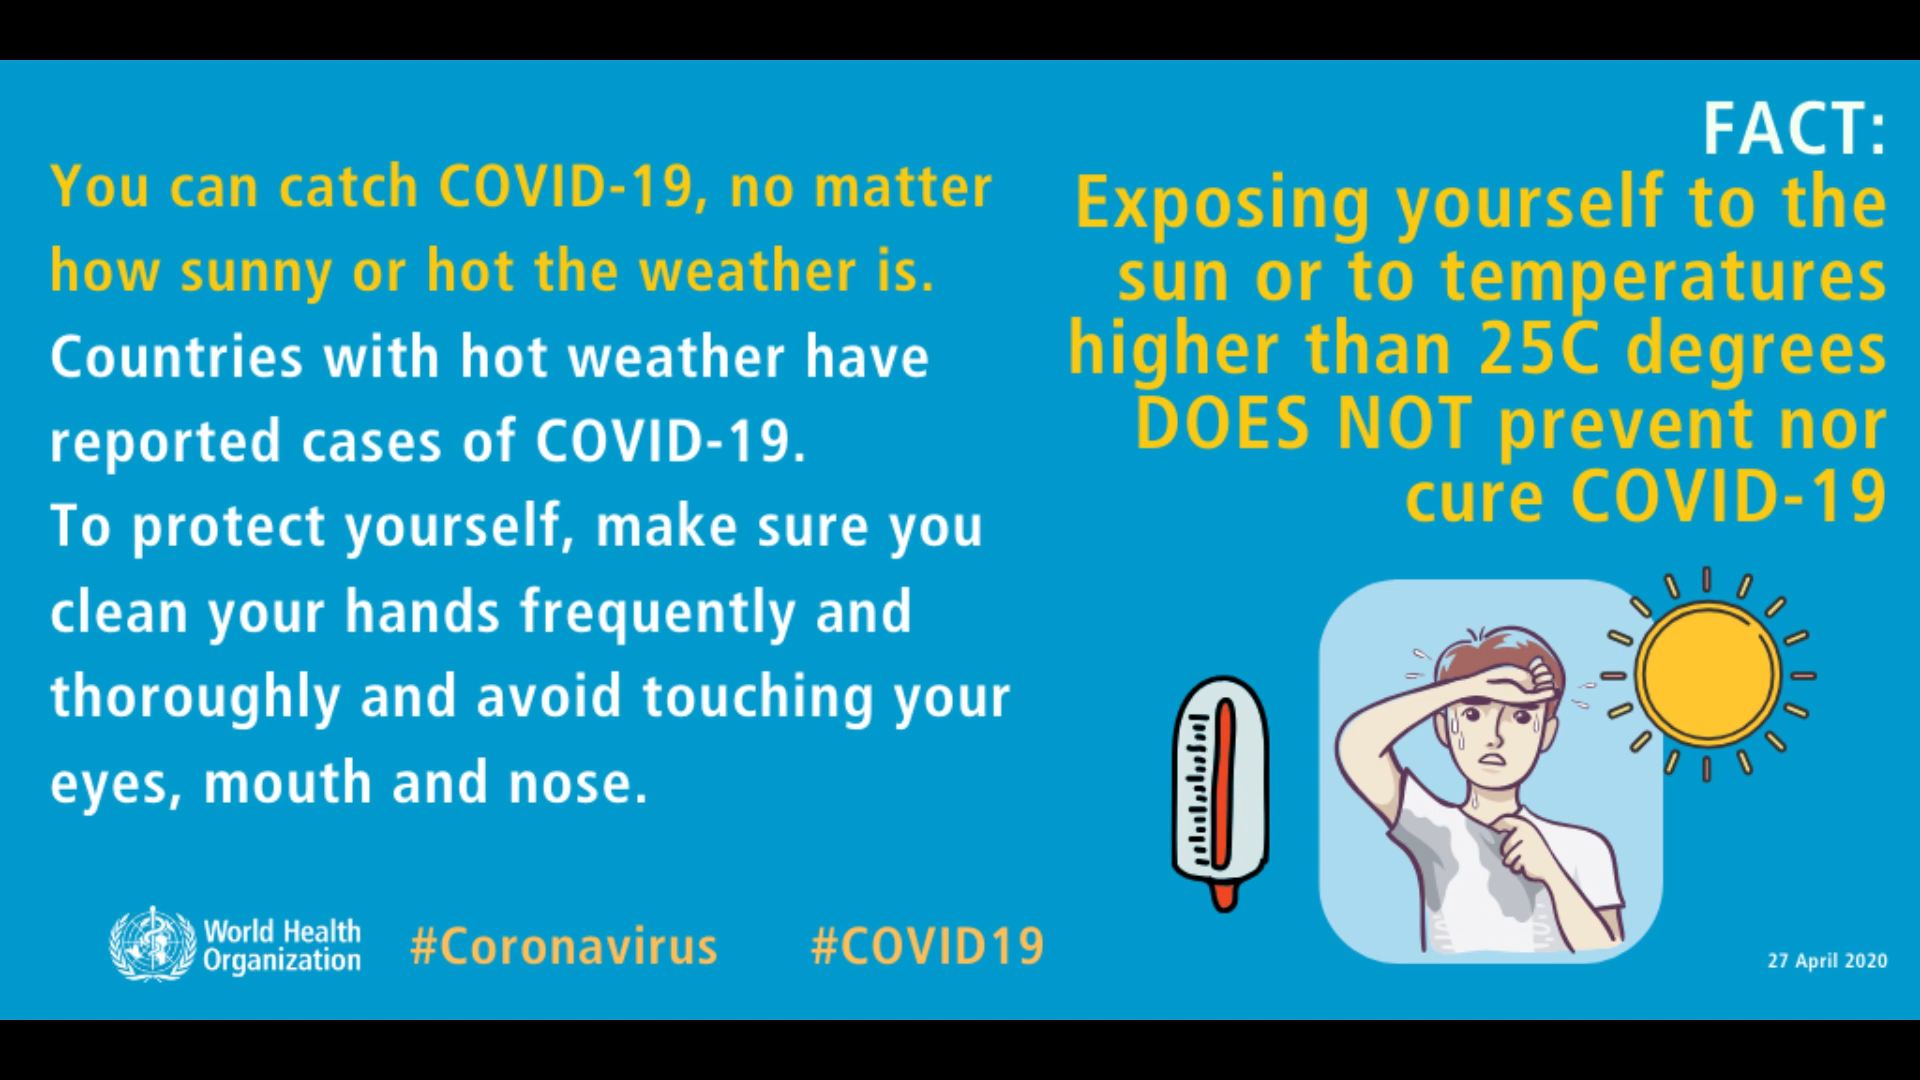 You can catch COVID-19, no matter
how sunny or hot the weather is.
Countries with hot weather have
reported cases of COVID-19.
To protect yourself, make sure you
clean your hands frequently and
thoroughly and avoid touching your
eyes, mouth and nose.
FACT:
Exposing yourself to the
sun or to temperatures
higher than 25C degrees
DOES NOT prevent nor
cure COVID-19
World Health
Organization
#Coronavirus
#COVID19
27 April 2020